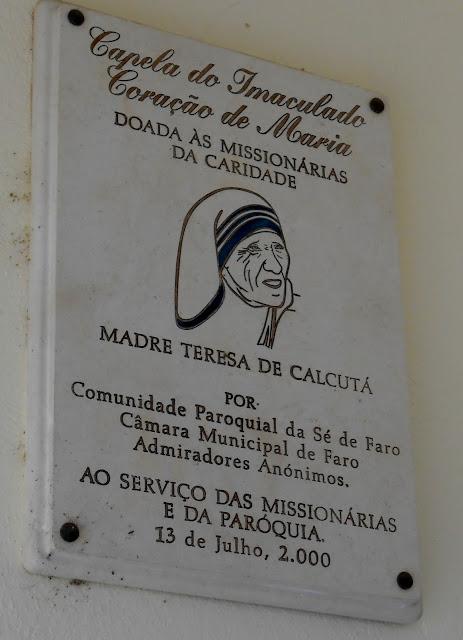 Capela do Imaculado
Coração de Maria
DOADA ÀS MISSIONÁRIAS
DA CARIDADE
MADRE TERESA DE CALCUTÁ
POR·
Comunidade Paroquial da Sé de Faro
Câmara Municipal de Faro
Admiradores Anónimos.
AO SERVIÇO DAS MISSIONÁRIAS
E DA PARÓQUIA.
13 de Julho, 2.000